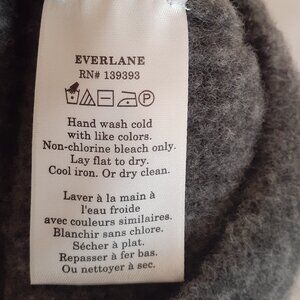 EVERLANE
RN# 139393
Hand wash cold
with like colors.
Non-chlorine bleach only.
Lay flat to dry.
Cool iron. Or dry clean.
Laver à la main à
l'eau froide
avec couleurs similaires.
Blanchir sans chlore.
Sécher à plat.
Repasser à fer bas.
Ou nettoyer à sec.